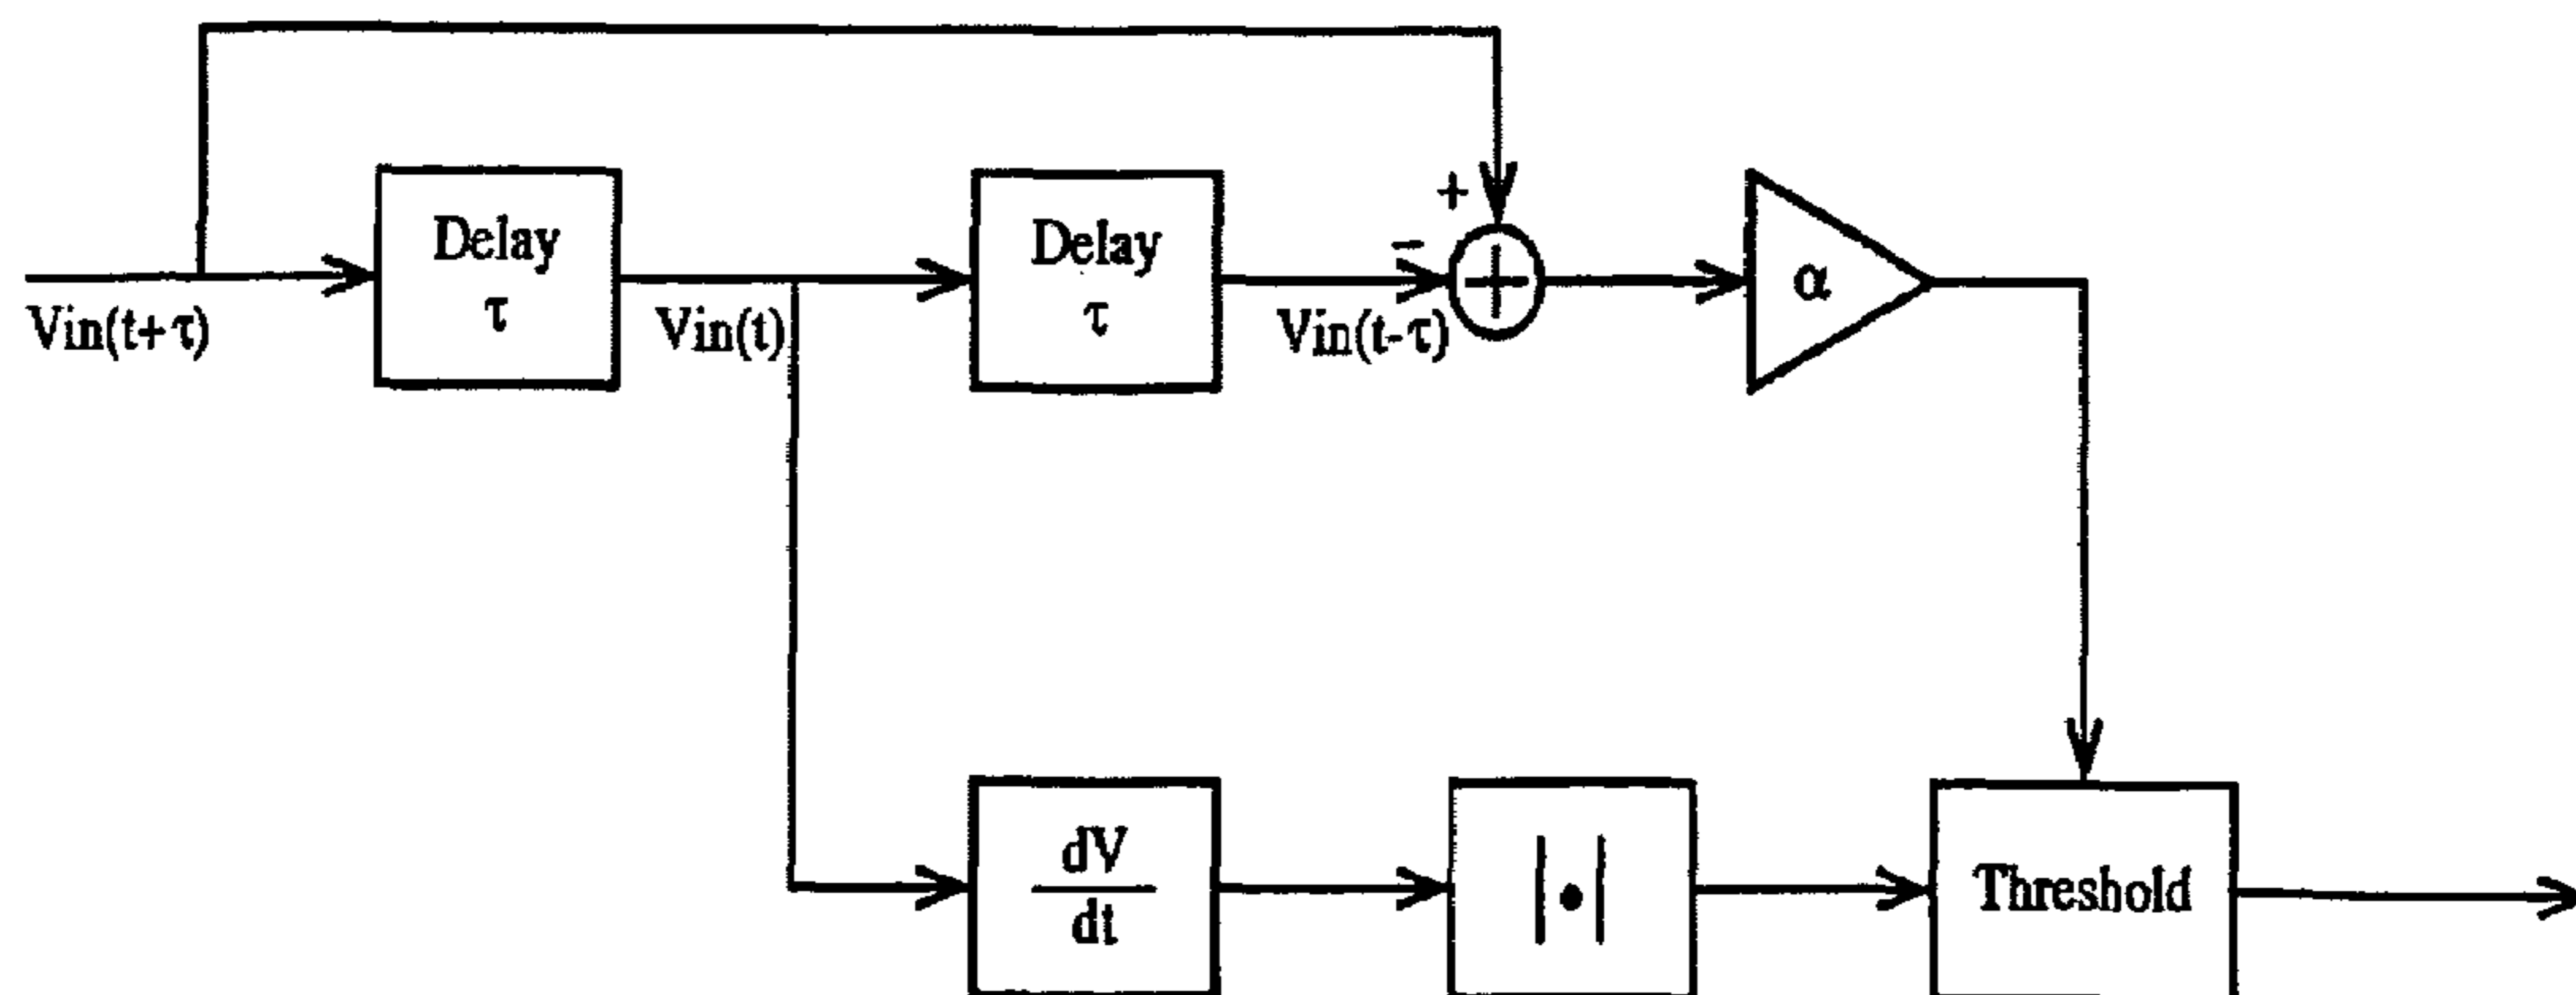 Delay
τ
Delay
τ
+
−
α
Vin(t+τ)
Vin(t)
Vin(t-τ)
dV
dt
|•|
Threshold